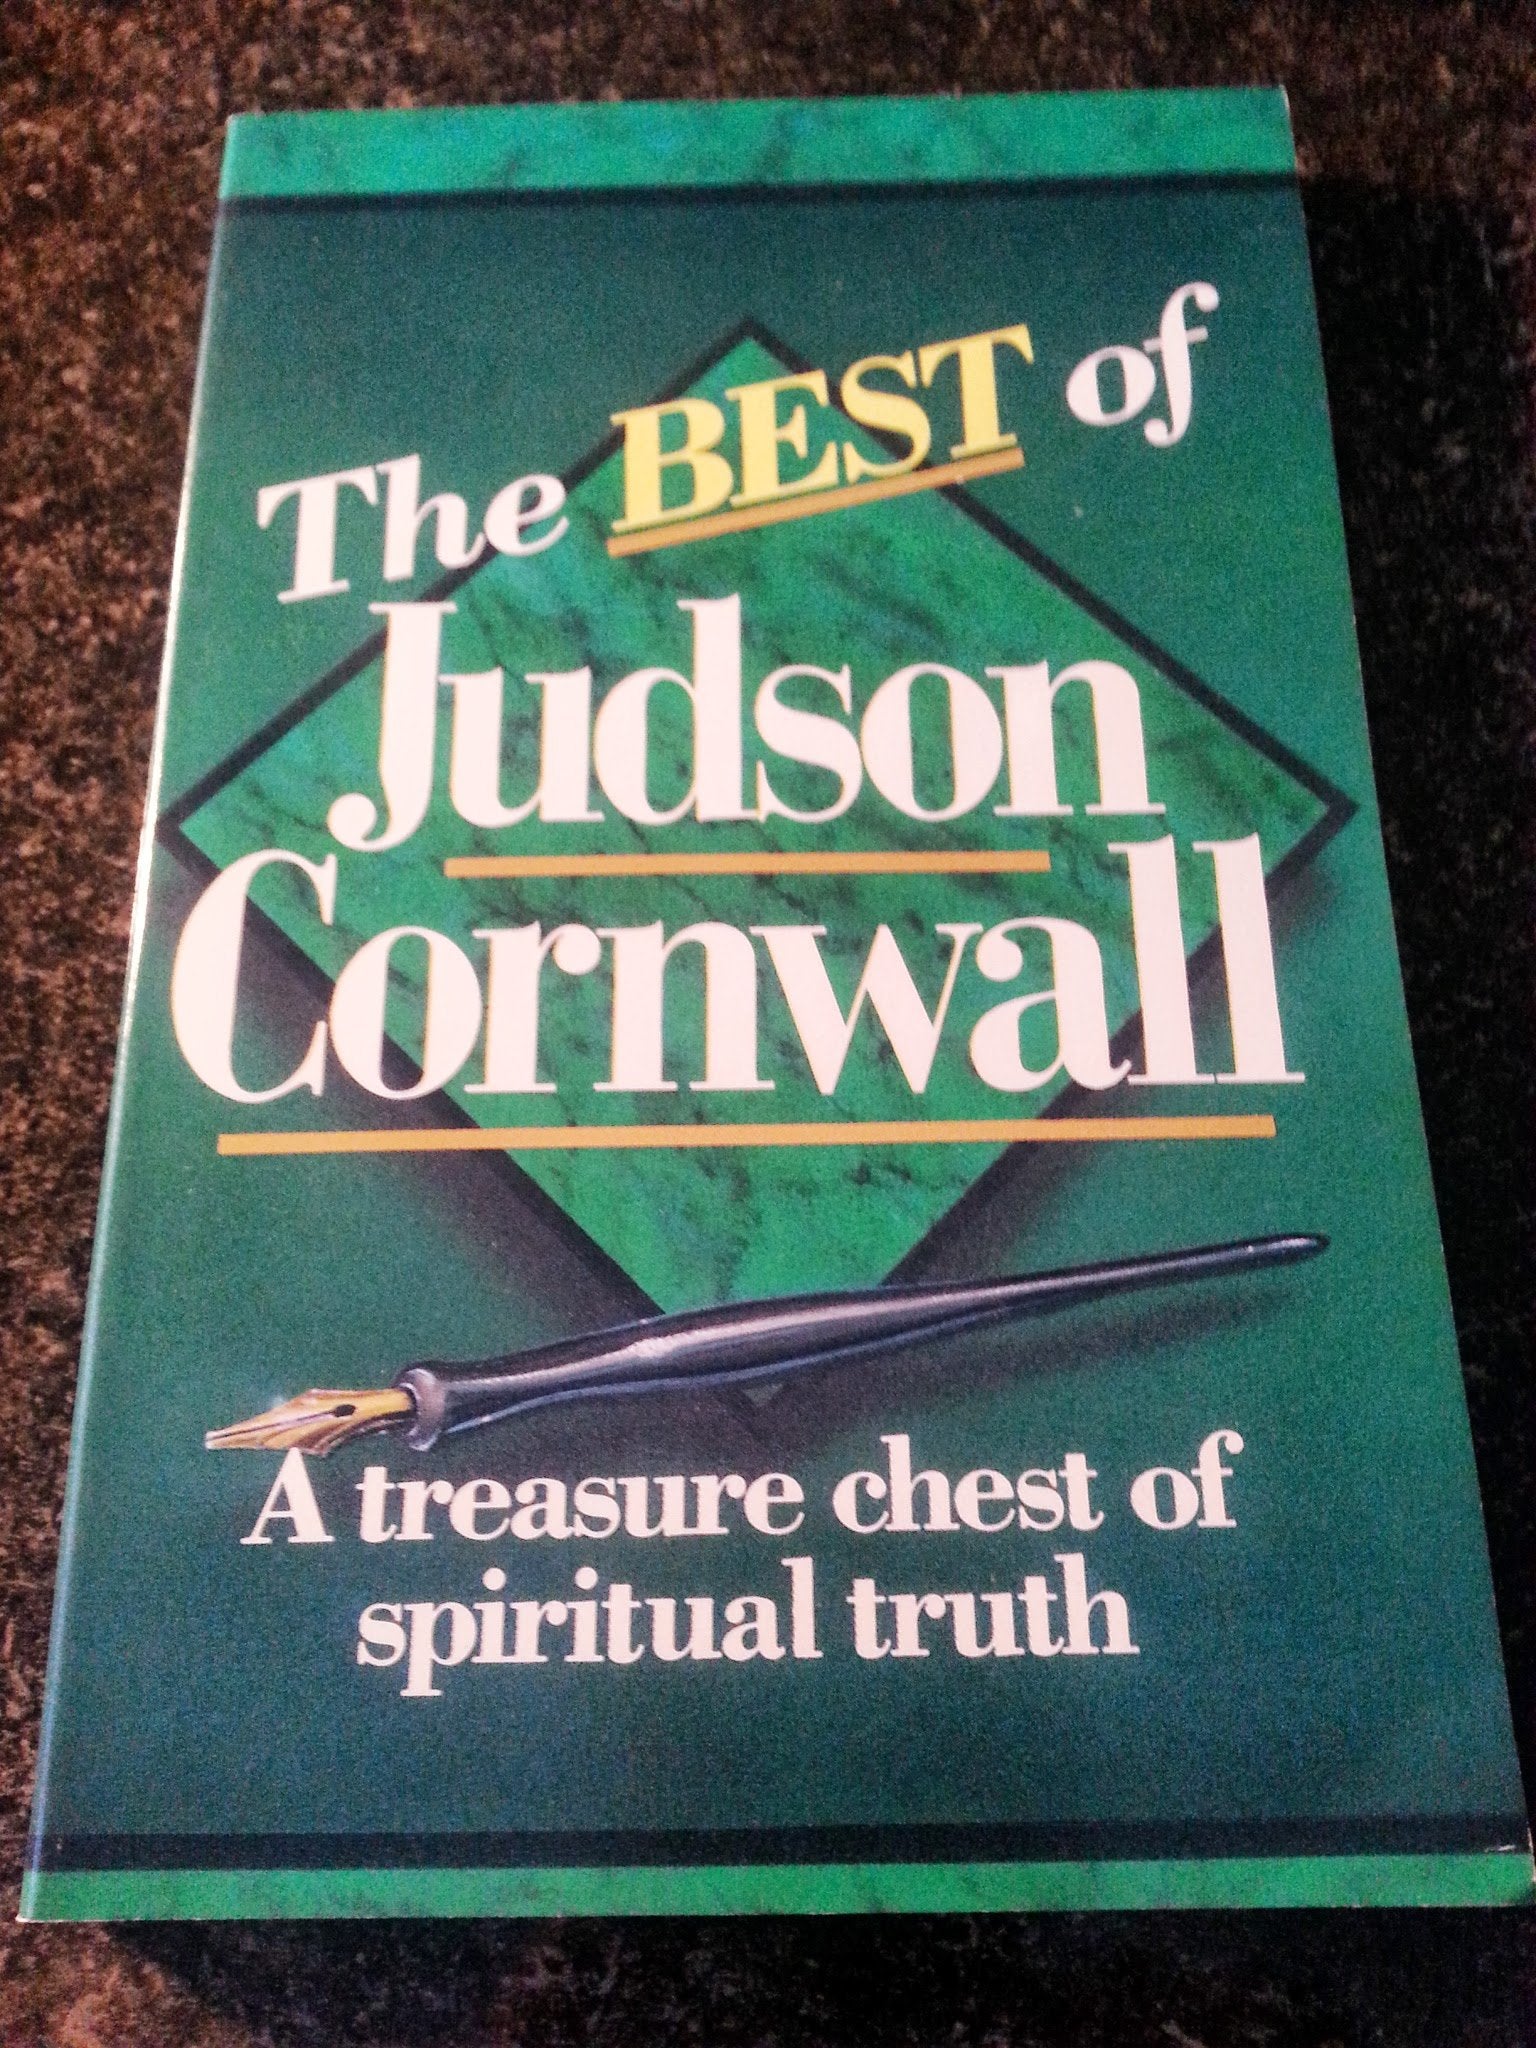 The BEST of
Judson
Cornwall
A treasure chest of
spiritual truth